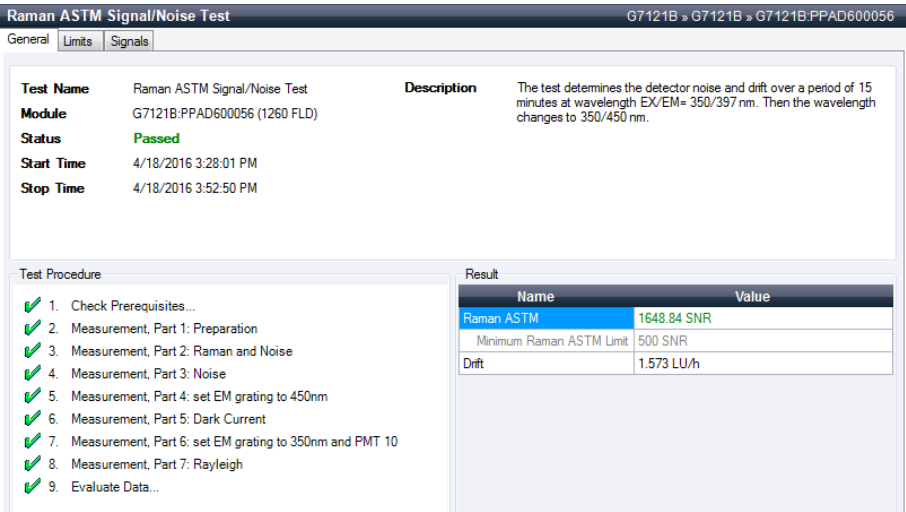 Raman ASTM Signal/Noise Test G7121B » G7121B » G7121B:PPAD600056
General Limits Signals
Test Name Raman ASTM Signal/Noise Test
Module G7121B:PPAD600056 (1260 FLD)
Status Passed
Start Time 4/18/2016 3:28:01 PM
Stop Time 4/18/2016 3:52:50 PM
Description The test determines the detector noise and drift over a period of 15
minutes at wavelength EX/EM= 350/397 nm. Then the wavelength
changes to 350/450 nm.
Test Procedure
1. Check Prerequisites...
2. Measurement, Part 1: Preparation
3. Measurement, Part 2: Raman and Noise
4. Measurement, Part 3: Noise
5. Measurement, Part 4: set EM grating to 450nm
6. Measurement, Part 5: Dark Current
7. Measurement, Part 6: set EM grating to 350nm and PMT 10
8. Measurement, Part 7: Rayleigh
9. Evaluate Data...
Result
Name Value
Raman ASTM 1648.84 SNR
Minimum Raman ASTM Limit 500 SNR
Drift 1.573 LU/h